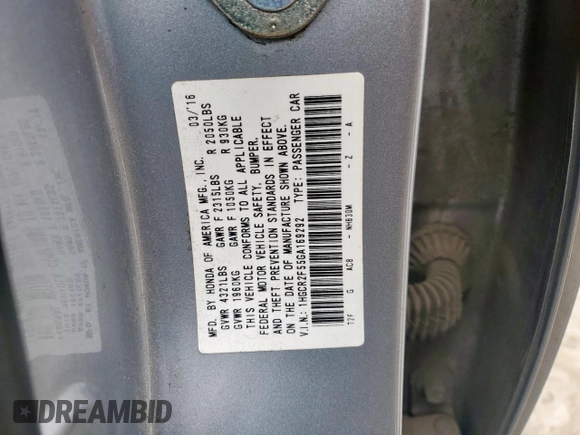 MFD. BY HONDA OF AMERICA MFG., INC. 03/'16
GVWR 4321LBS GAWR F 2315LBS R 2050LBS
GVWR 1960KG GAWR F 1050KG R 930KG
THIS VEHICLE CONFORMS TO ALL APPLICABLE
FEDERAL MOTOR VEHICLE SAFETY, BUMPER,
AND THEFT PREVENTION STANDARDS IN EFFECT
ON THE DATE OF MANUFACTURE SHOWN ABOVE.
V.I.N.: 1HGCR2F55GA169292 TYPE: PASSENGER CAR
T2F G AC8 - NH830M - Z - A
DREAMBID